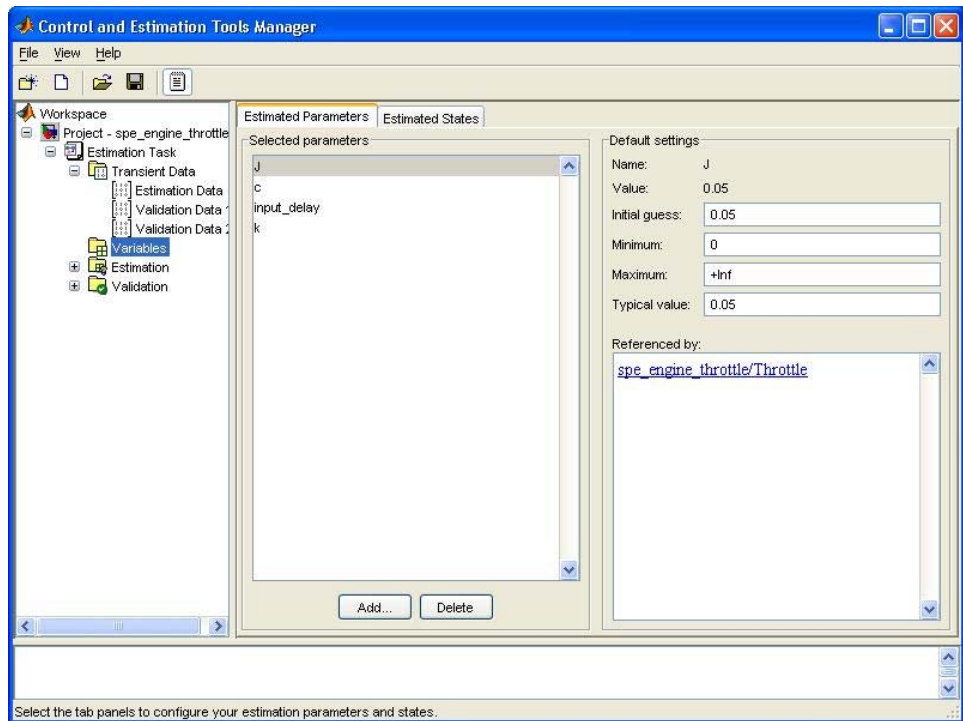 Control and Estimation Tools Manager
File View Help
Workspace
Project - spe_engine_throttle
Estimation Task
Transient Data
Estimation Data
Validation Data
Validation Data 2
Variables
Estimation
Validation
Estimated Parameters
Estimated States
Selected parameters
J
c
input_delay
k
Add...
Delete
Default settings
Name: J
Value: 0.05
Initial guess: 0.05
Minimum: 0
Maximum: +Inf
Typical value: 0.05
Referenced by:
spe_engine_throttle/Throttle
Select the tab panels to configure your estimation parameters and states.